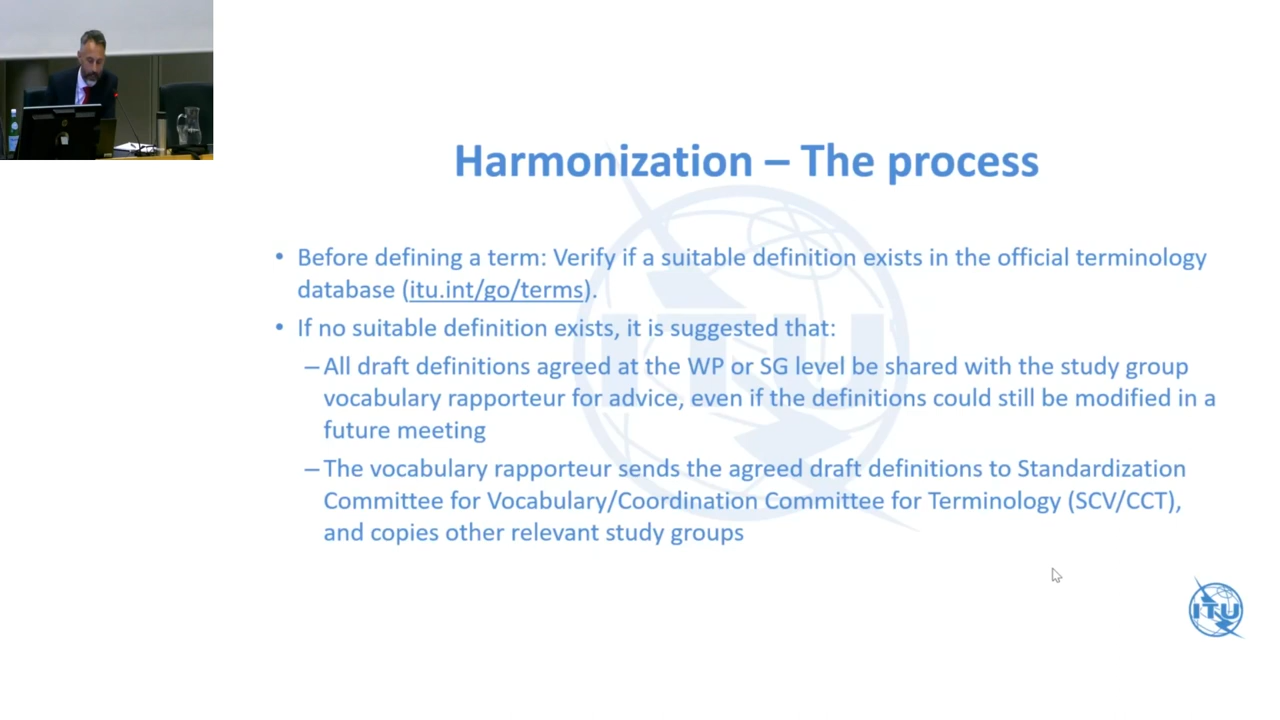 Harmonization – The process
• Before defining a term: Verify if a suitable definition exists in the official terminology
database (itu.int/go/terms).
• If no suitable definition exists, it is suggested that:
– All draft definitions agreed at the WP or SG level be shared with the study group
vocabulary rapporteur for advice, even if the definitions could still be modified in a
future meeting
– The vocabulary rapporteur sends the agreed draft definitions to Standardization
Committee for Vocabulary/Coordination Committee for Terminology (SCV/CCT),
and copies other relevant study groups
ITU
ITU